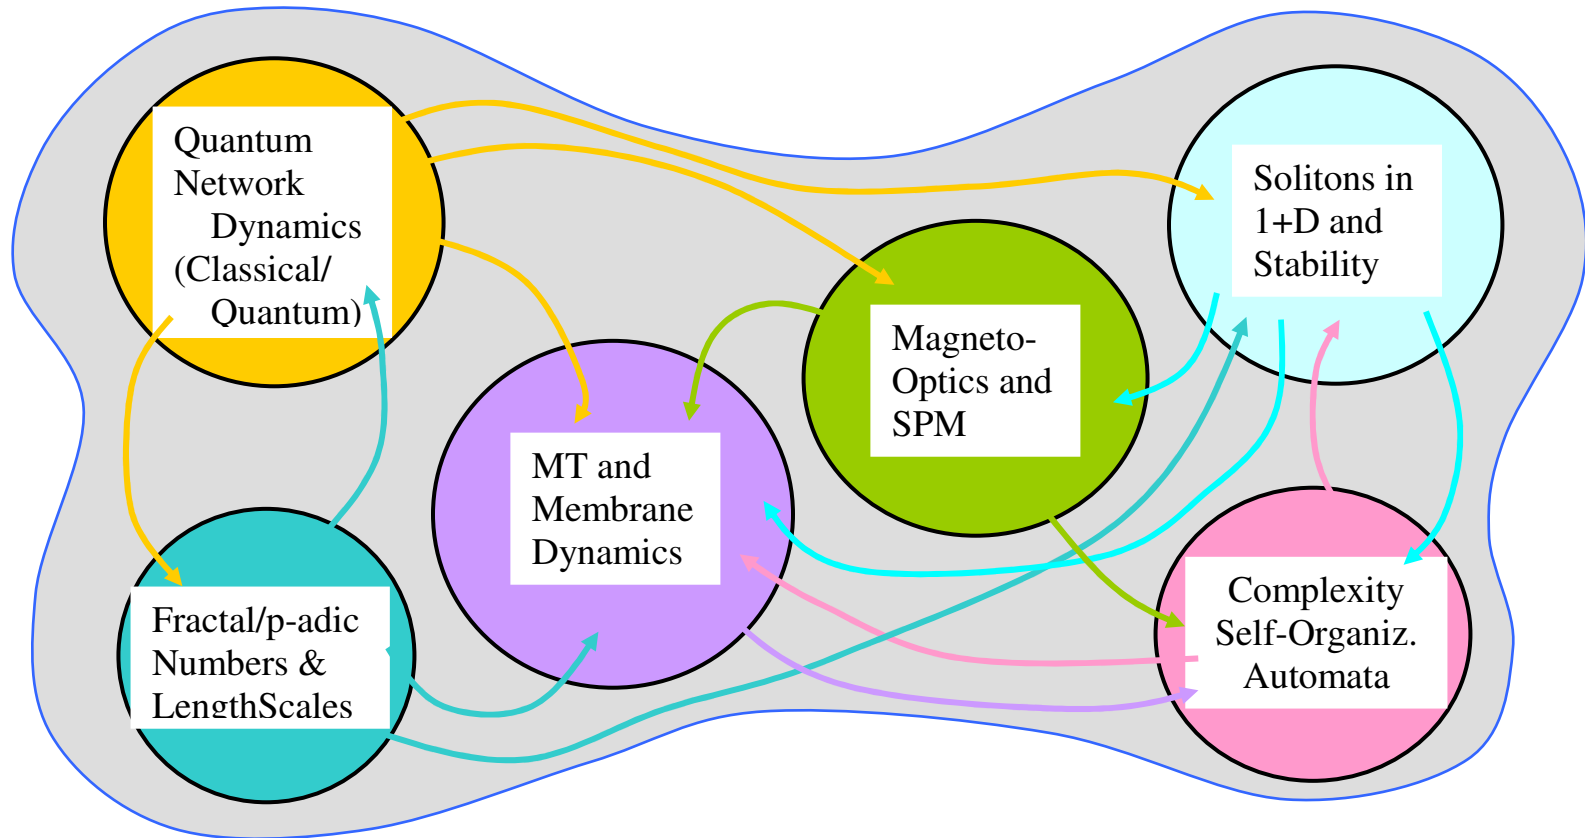 Quantum
Network
Dynamics
(Classical/
Quantum)
Solitons in
1+D and
Stability
Magneto-
Optics and
SPM
MT and
Membrane
Dynamics
Fractal/p-adic
Numbers &
LengthScales
Complexity
Self-Organiz.
Automata